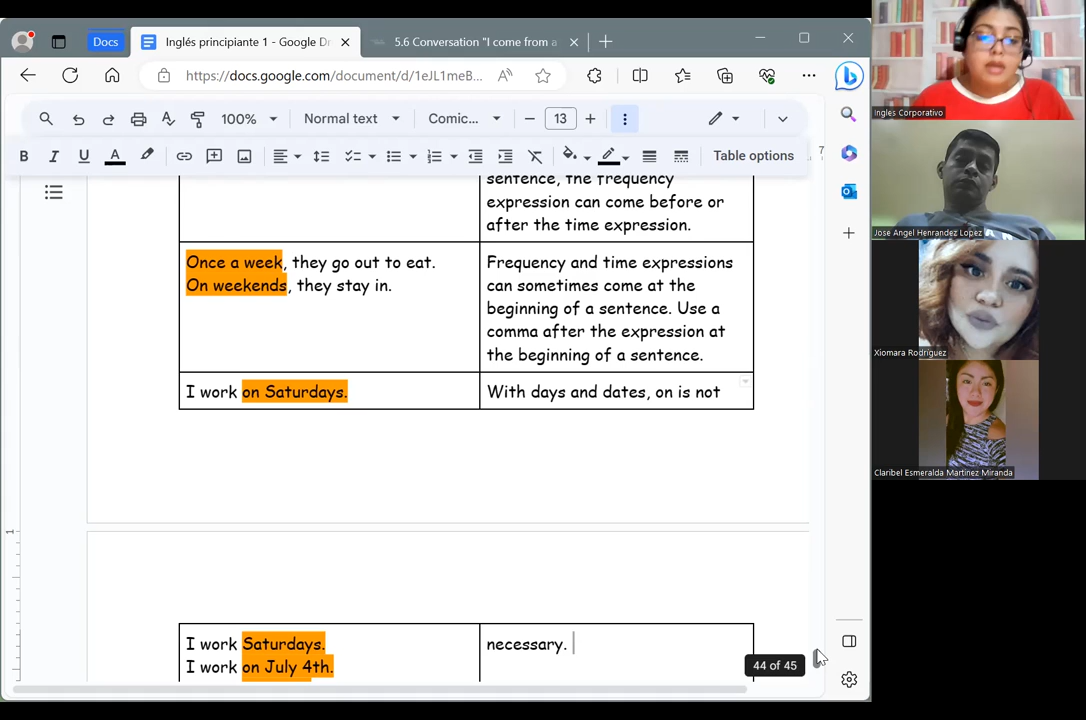 Docs
Inglés principiante 1 - Google Dr
5.6 Conversation "I come from a
https://docs.google.com/document/d/1eJL1meB...
100%
Normal text
Comic...
13
Table options
sentence, the frequency
expression can come before or
after the time expression.
Once a week, they go out to eat.
On weekends, they stay in.
Frequency and time expressions
can sometimes come at the
beginning of a sentence. Use a
comma after the expression at
the beginning of a sentence.
I work on Saturdays.
With days and dates, on is not
I work Saturdays.
I work on July 4th.
necessary.
44 of 45
1
7
Inglés Corporativo
Jose Angel Henrandez Lopez
Xiomara Rodriguez
Claribel Esmeralda Martinez Miranda